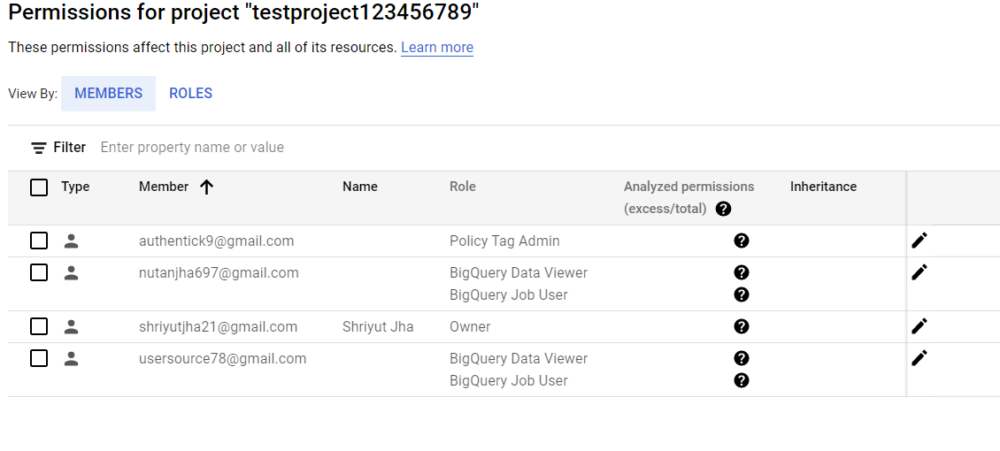 Permissions for project "testproject123456789"
These permissions affect this project and all of its resources. Learn more
View By: MEMBERS ROLES
Filter Enter property name or value
Type Member Name Role Analyzed permissions (excess/total) ? Inheritance
authentick9@gmail.com Policy Tag Admin ?
nutanjha697@gmail.com BigQuery Data Viewer ?
BigQuery Job User ?
shriyutjha21@gmail.com Shriyut Jha Owner ?
usersource78@gmail.com BigQuery Data Viewer ?
BigQuery Job User ?